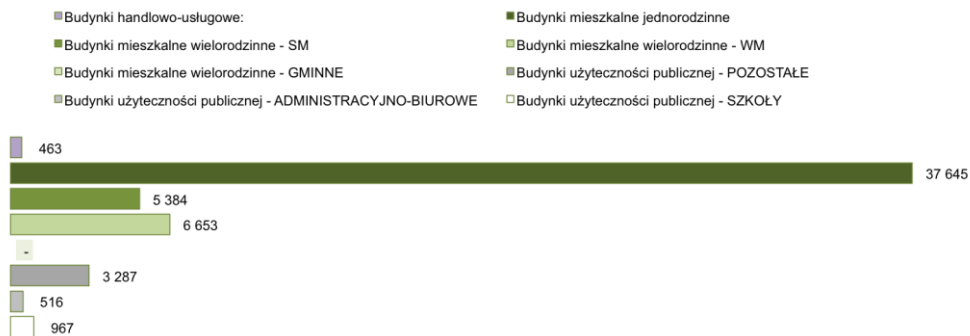 Budynki handlowo-usługowe:
Budynki mieszkalne jednorodzinne
Budynki mieszkalne wielorodzinne - SM
Budynki mieszkalne wielorodzinne - WM
Budynki mieszkalne wielorodzinne - GMINNE
Budynki użyteczności publicznej - POZOSTAŁE
Budynki użyteczności publicznej - ADMINISTRACYJNO-BIUROWE
Budynki użyteczności publicznej - SZKOŁY
463
37 645
5 384
6 653
-
3 287
516
967